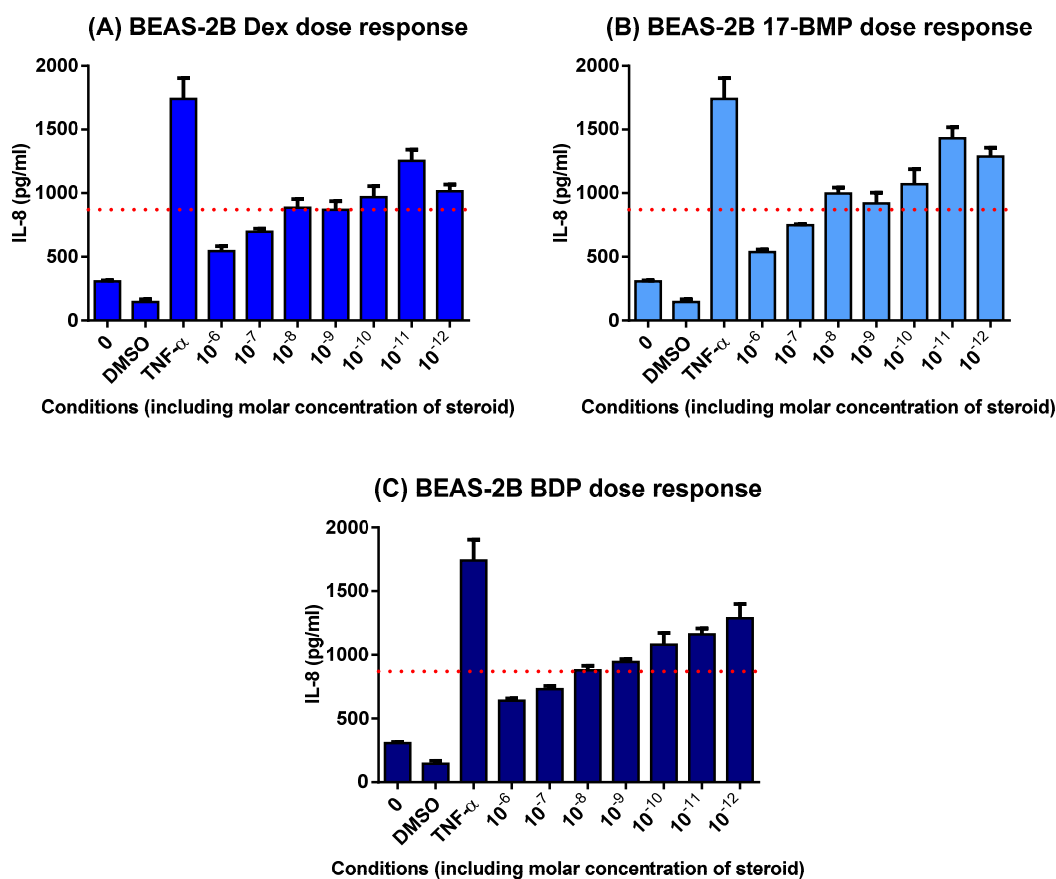 (A) BEAS-2B Dex dose response
IL-8 (pg/ml)
2000
1500
1000
500
0
0
DMSO
TNF-α
10⁻⁶
10⁻⁷
10⁻⁸
10⁻⁹
10⁻¹⁰
10⁻¹¹
10⁻¹²
Conditions (including molar concentration of steroid)
(B) BEAS-2B 17-BMP dose response
IL-8 (pg/ml)
2000
1500
1000
500
0
0
DMSO
TNF-α
10⁻⁶
10⁻⁷
10⁻⁸
10⁻⁹
10⁻¹⁰
10⁻¹¹
10⁻¹²
Conditions (including molar concentration of steroid)
(C) BEAS-2B BDP dose response
IL-8 (pg/ml)
2000
1500
1000
500
0
0
DMSO
TNF-α
10⁻⁶
10⁻⁷
10⁻⁸
10⁻⁹
10⁻¹⁰
10⁻¹¹
10⁻¹²
Conditions (including molar concentration of steroid)